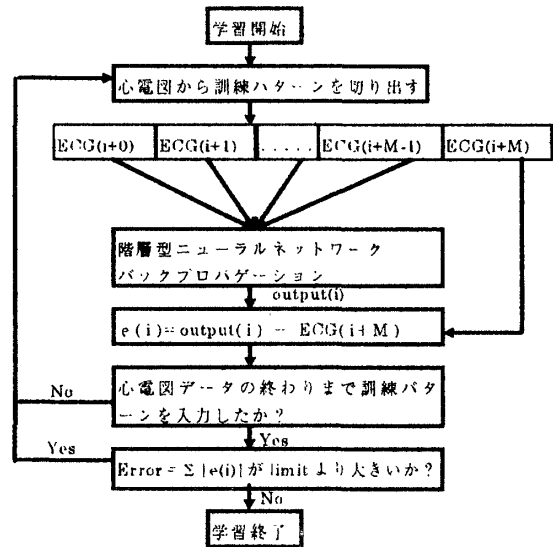 学習開始
心電図から訓練パターンを切り出す
ECG(i+0) ECG(i+1) ..... ECG(i+M-1) ECG(i+M)
階層型ニューラルネットワーク
バックプロパゲーション
output(i)
e(i)=output(i) - ECG(i+M)
No
心電図データの終わりまで訓練パタ
ーンを入力したか?
Yes
Yes
Error=Σ|e(i)|が limit より大きいか?
No
学習終了